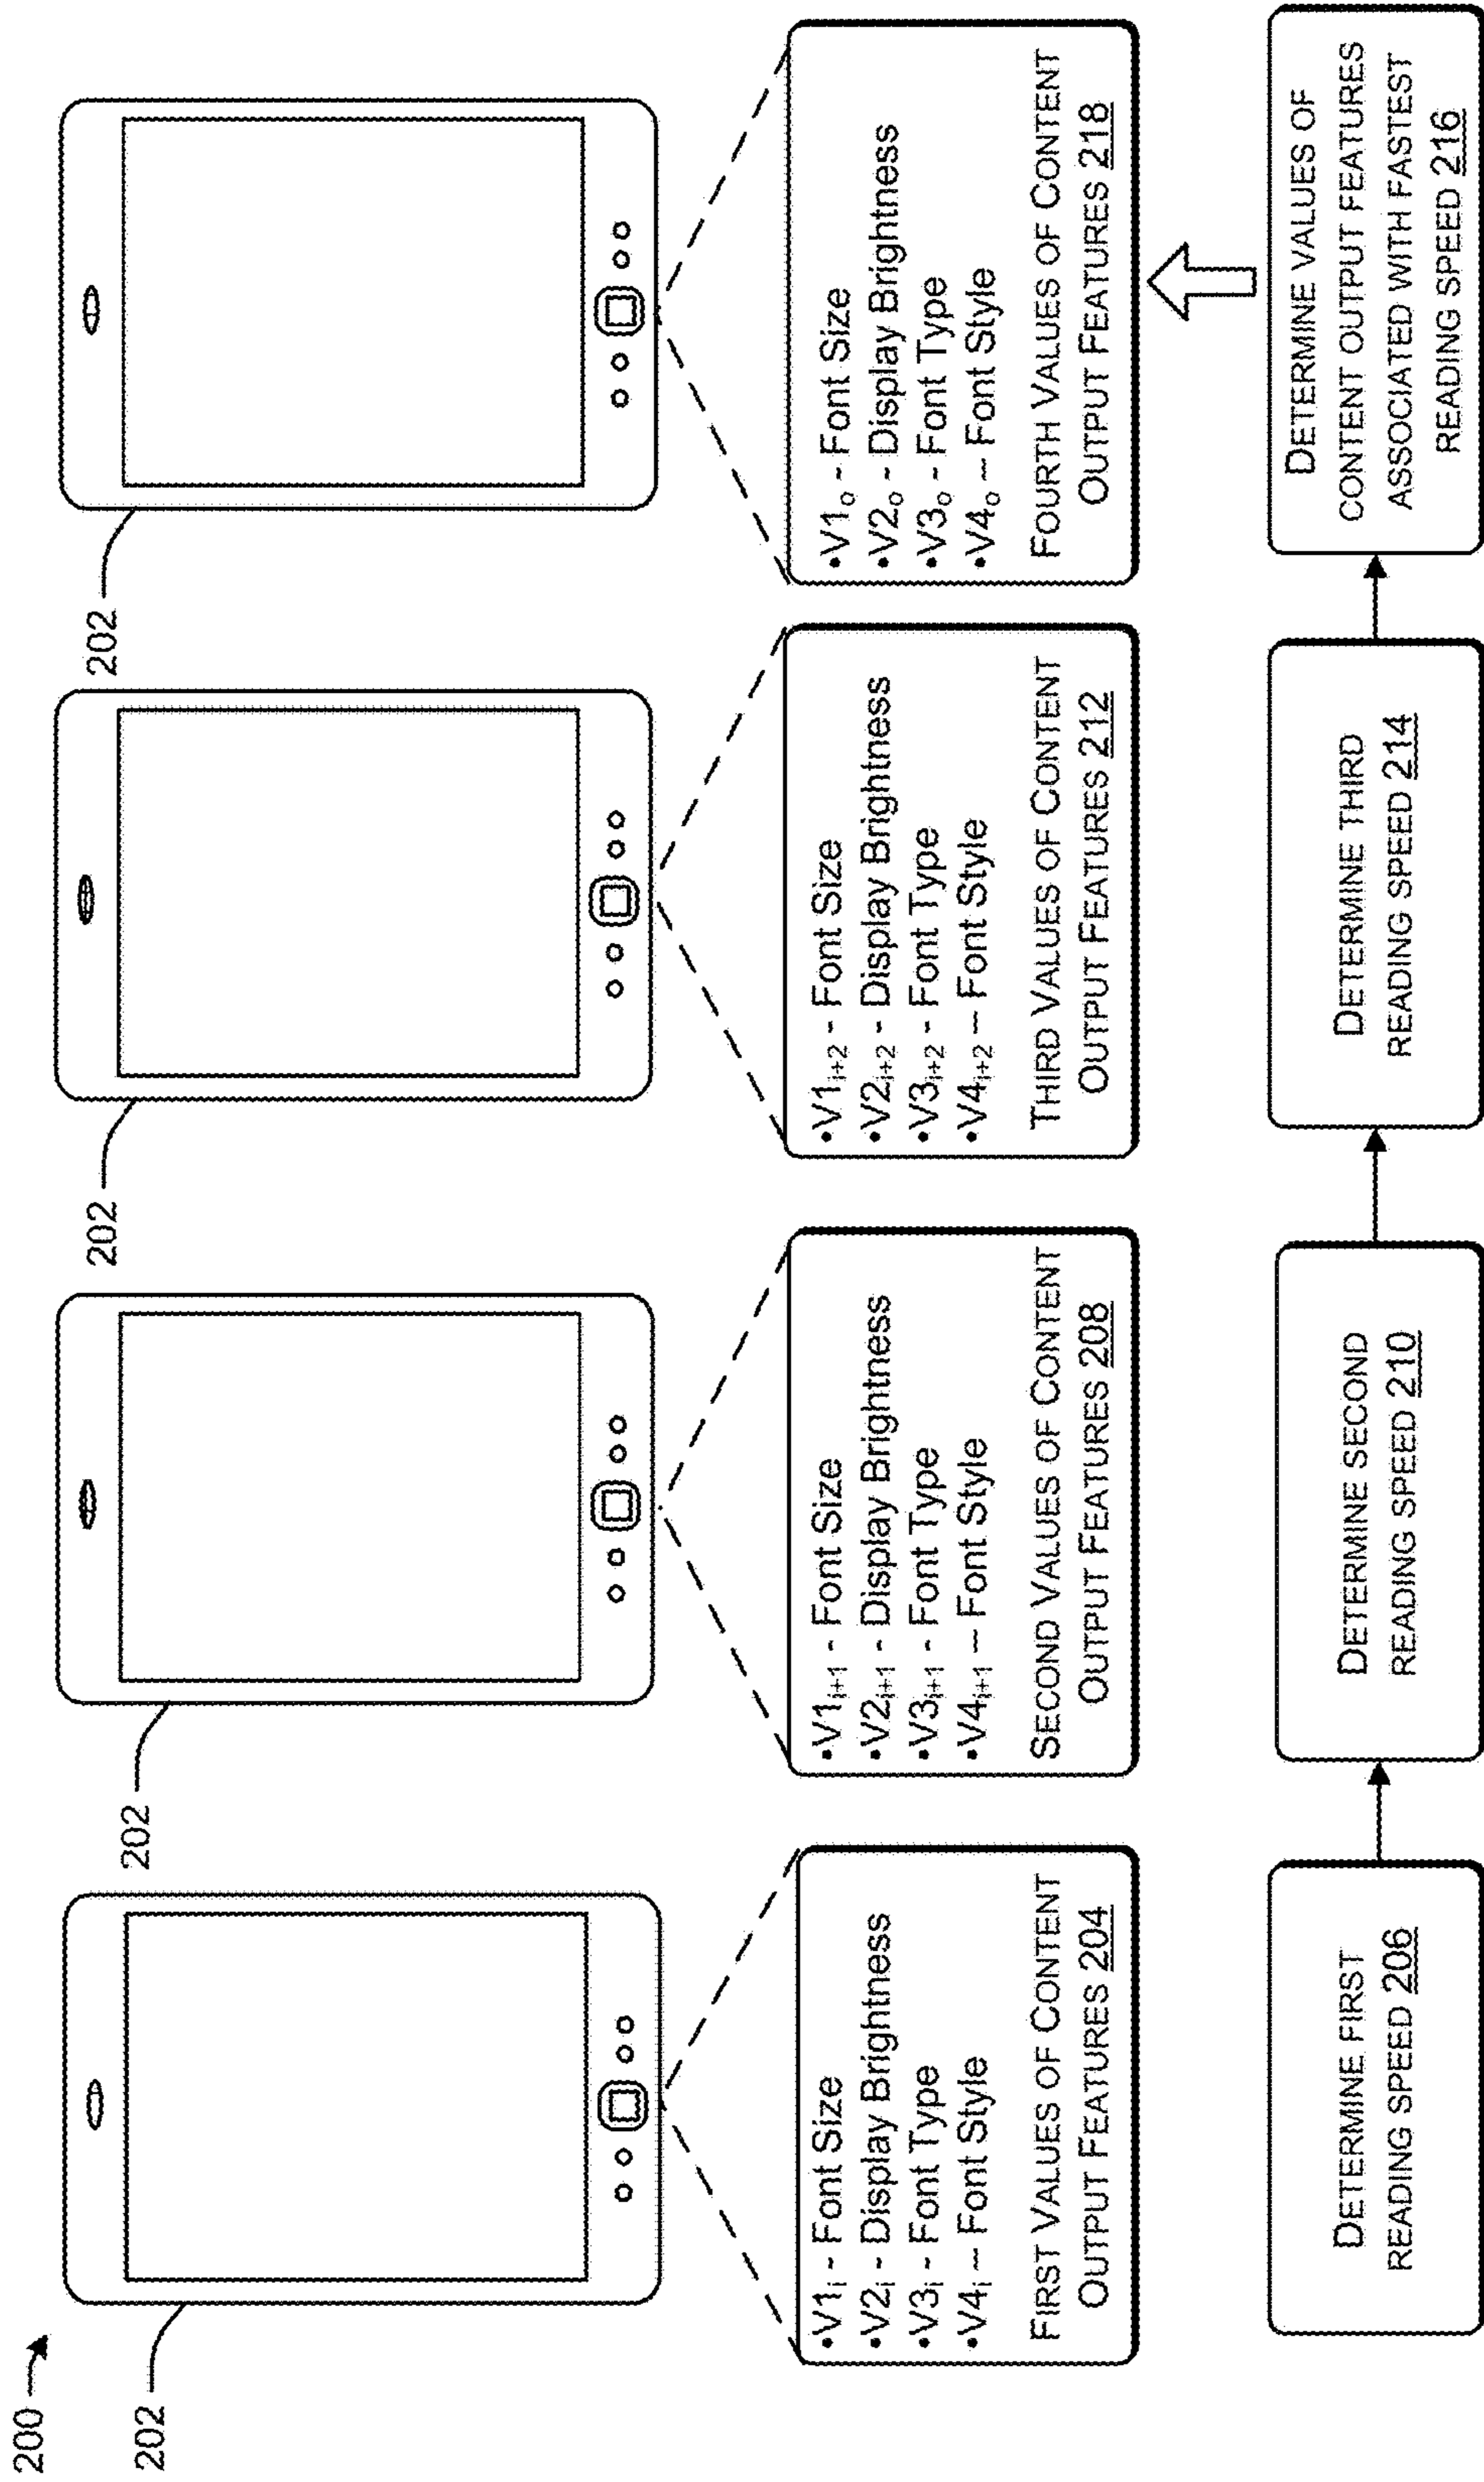 200
202
202
202
202
•V1i - Font Size
•V2i - Display Brightness
•V3i - Font Type
•V4i – Font Style
FIRST VALUES OF CONTENT
OUTPUT FEATURES 204
•V1i+1 - Font Size
•V2i+1 - Display Brightness
•V3i+1 - Font Type
•V4i+1 – Font Style
SECOND VALUES OF CONTENT
OUTPUT FEATURES 208
•V1i+2 - Font Size
•V2i+2 - Display Brightness
•V3i+2 - Font Type
•V4i+2 – Font Style
THIRD VALUES OF CONTENT
OUTPUT FEATURES 212
•V1o - Font Size
•V2o - Display Brightness
•V3o - Font Type
•V4o – Font Style
FOURTH VALUES OF CONTENT
OUTPUT FEATURES 218
DETERMINE FIRST
READING SPEED 206
DETERMINE SECOND
READING SPEED 210
DETERMINE THIRD
READING SPEED 214
DETERMINE VALUES OF
CONTENT OUTPUT FEATURES
ASSOCIATED WITH FASTEST
READING SPEED 216